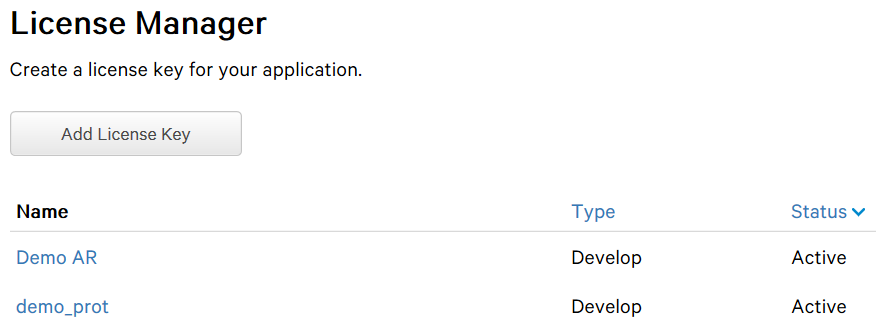 License Manager
Create a license key for your application.
Add License Key
Name Type Status
Demo AR Develop Active
demo_prot Develop Active